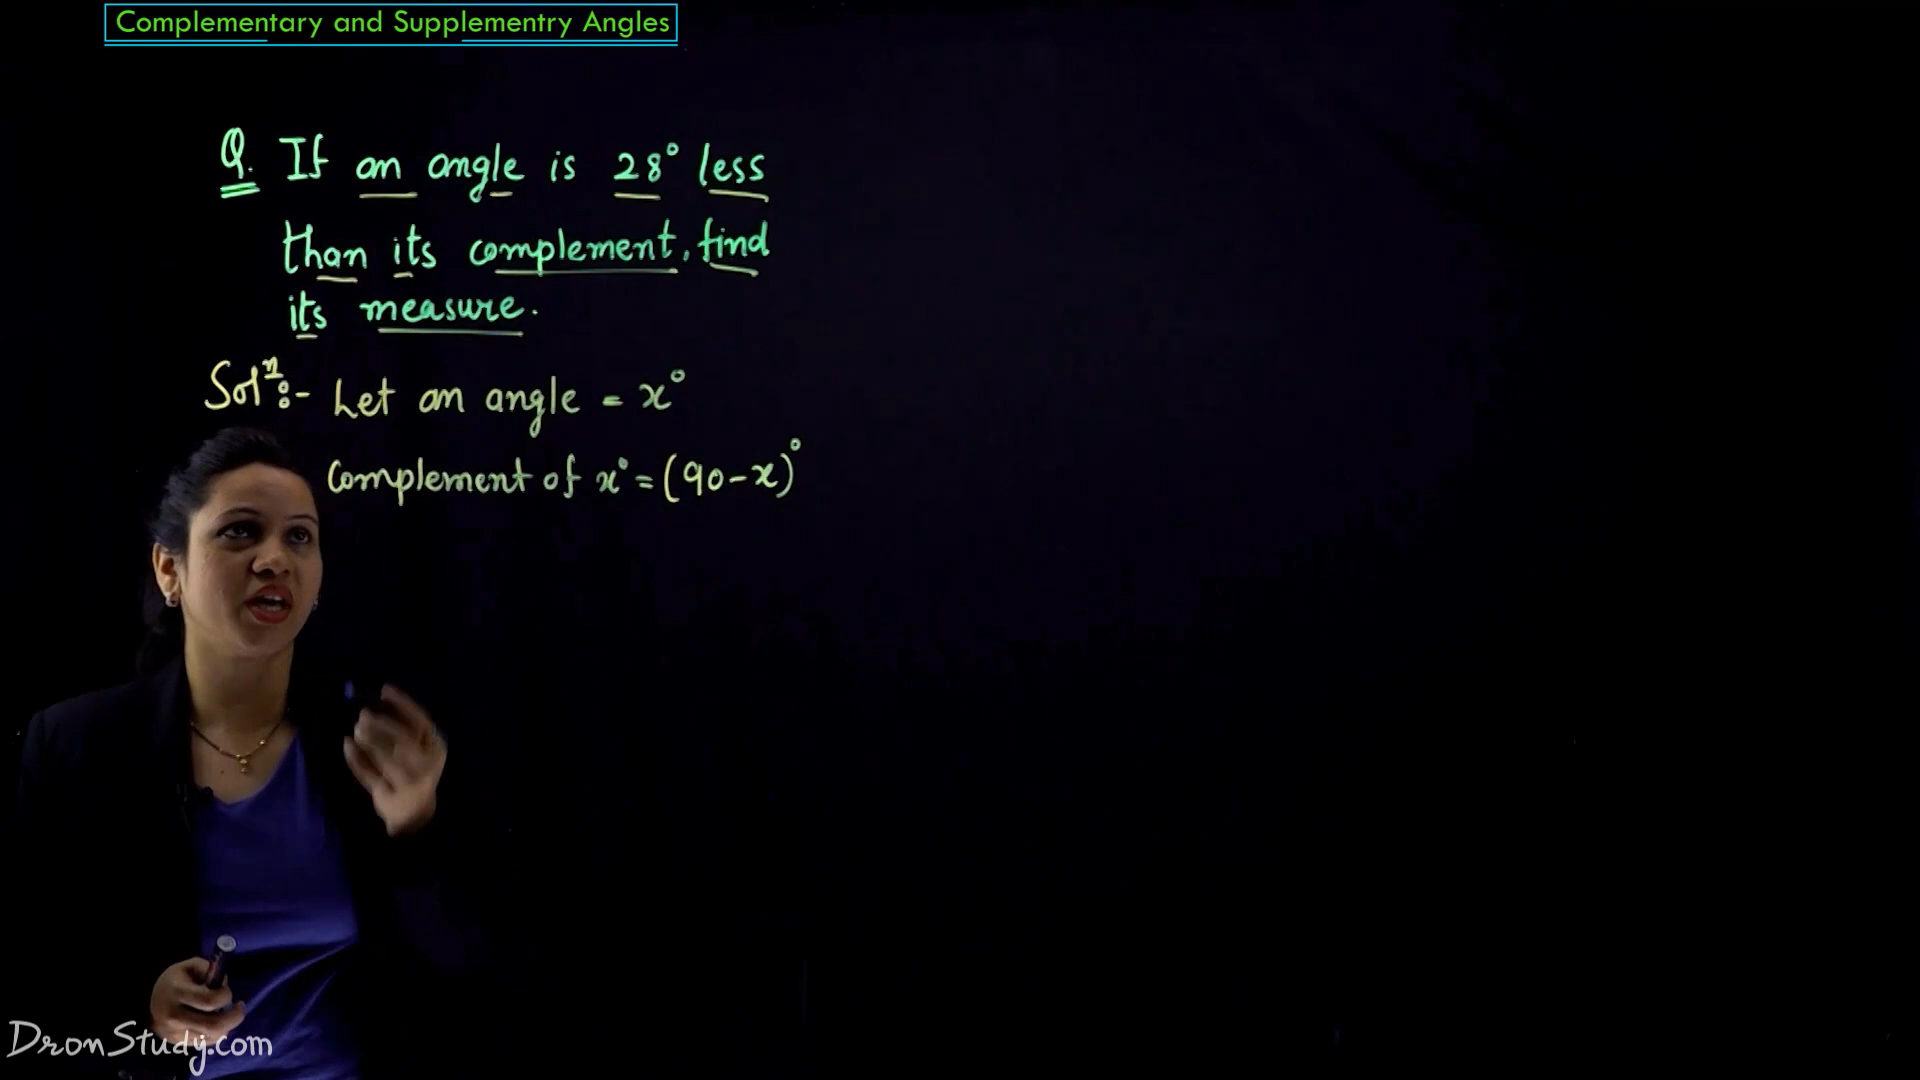 Complementary and Supplementry Angles
Q. If an angle is 28° less
than its complement, find
its measure.
Solⁿ:- Let an angle = x°
Complement of x° = (90-x)°
DronStudy.com